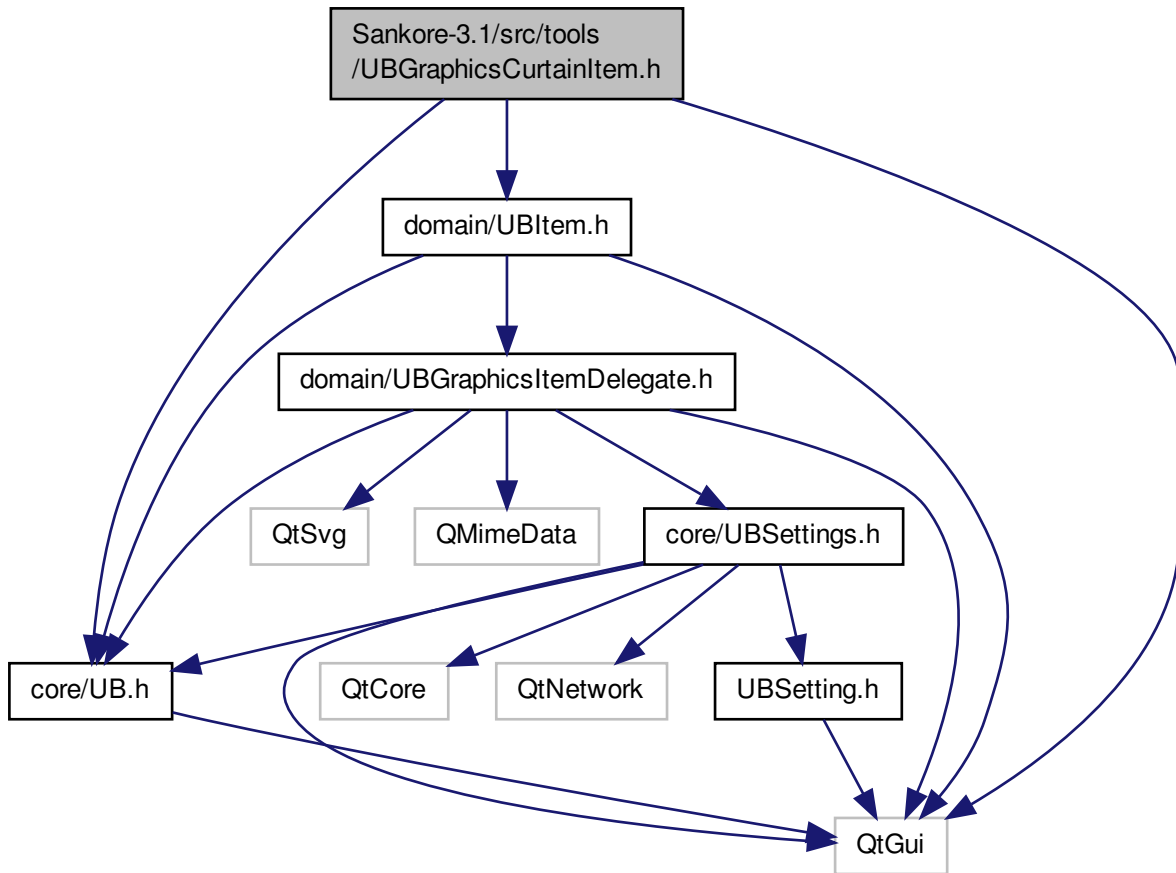 Sankore-3.1/src/tools
/UBGraphicsCurtainItem.h
domain/UBItem.h
domain/UBGraphicsItemDelegate.h
QtSvg
QMimeData
core/UBSettings.h
core/UB.h
QtCore
QtNetwork
UBSetting.h
QtGui